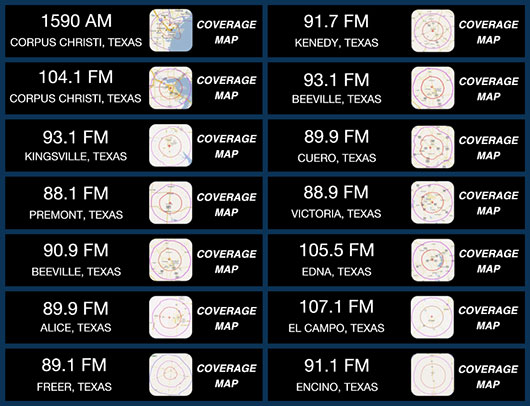 1590 AM
CORPUS CHRISTI, TEXAS
COVERAGE
MAP
91.7 FM
KENEDY, TEXAS
COVERAGE
MAP
104.1 FM
CORPUS CHRISTI, TEXAS
COVERAGE
MAP
93.1 FM
BEEVILLE, TEXAS
COVERAGE
MAP
93.1 FM
KINGSVILLE, TEXAS
COVERAGE
MAP
89.9 FM
CUERO, TEXAS
COVERAGE
MAP
88.1 FM
PREMONT, TEXAS
COVERAGE
MAP
88.9 FM
VICTORIA, TEXAS
COVERAGE
MAP
90.9 FM
BEEVILLE, TEXAS
COVERAGE
MAP
105.5 FM
EDNA, TEXAS
COVERAGE
MAP
89.9 FM
ALICE, TEXAS
COVERAGE
MAP
107.1 FM
EL CAMPO, TEXAS
COVERAGE
MAP
89.1 FM
FREER, TEXAS
COVERAGE
MAP
91.1 FM
ENCINO, TEXAS
COVERAGE
MAP